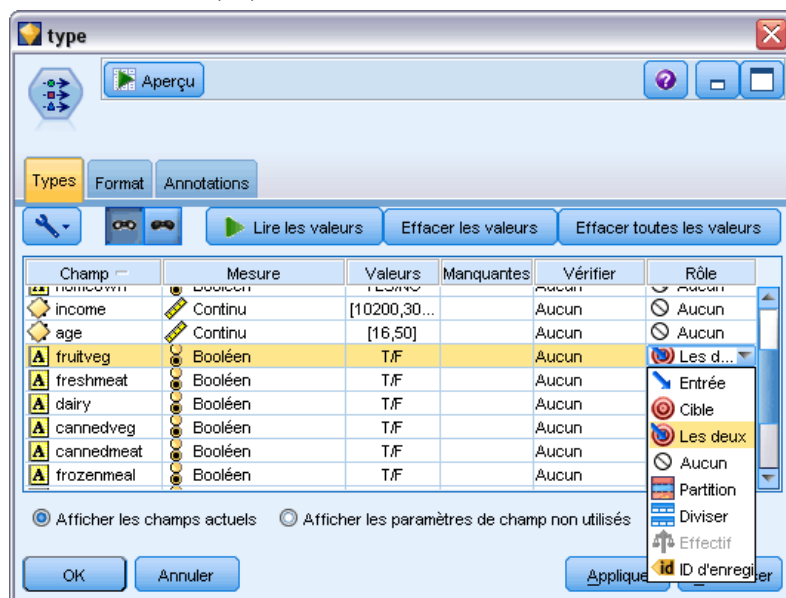 type
Aperçu
Types Format Annotations
Lire les valeurs Effacer les valeurs Effacer toutes les valeurs
Champ Mesure Valeurs Manquantes Vérifier Rôle
income Continu [10200,30... Aucun Aucun
age Continu [16,50] Aucun Aucun
A fruitveg Booléen T/F Aucun Les d...
A freshmeat Booléen T/F Aucun
A dairy Booléen T/F Aucun
A cannedveg Booléen T/F Aucun
A cannedmeat Booléen T/F Aucun
A frozenmeal Booléen T/F Aucun
Entrée
Cible
Les deux
Aucun
Partition
Diviser
Effectif
id ID d'enregi
Afficher les champs actuels Afficher les paramètres de champ non utilisés
OK Annuler Applique er